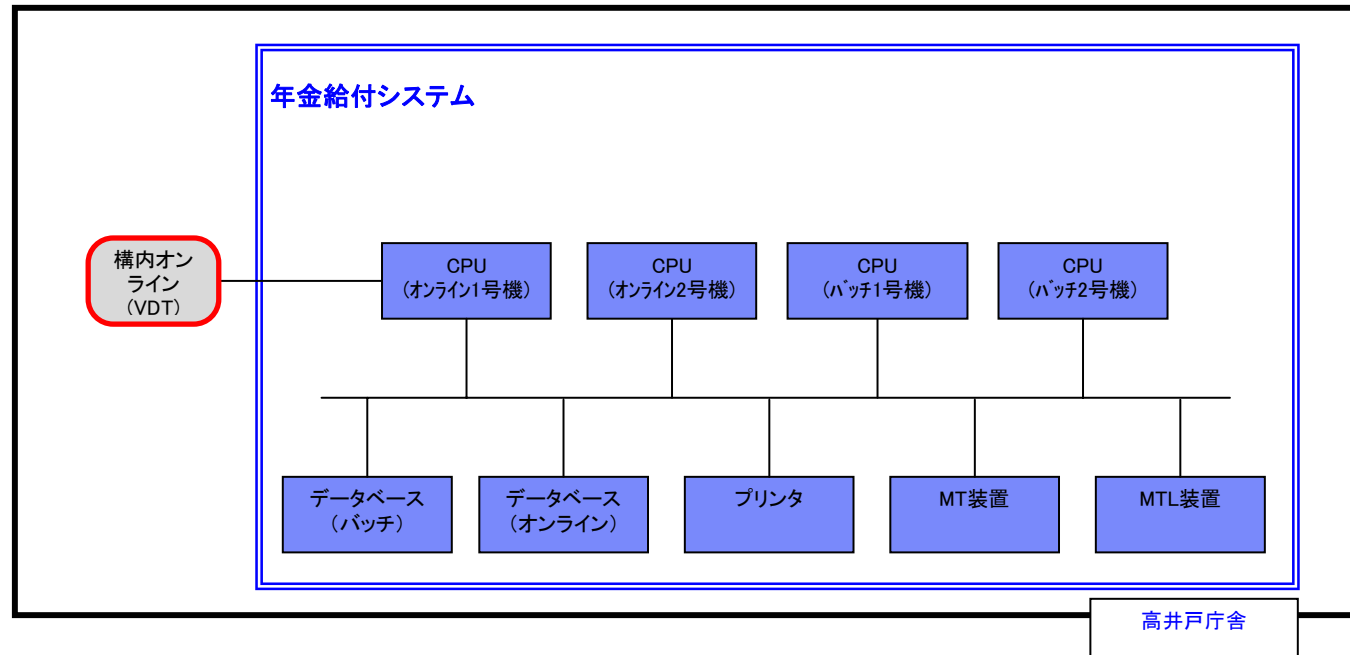 年金給付システム
構内オン
ライン
(VDT)
CPU
(ｵﾝﾗｲﾝ1号機)
CPU
(ｵﾝﾗｲﾝ2号機)
CPU
(ﾊﾞｯﾁ1号機)
CPU
(ﾊﾞｯﾁ2号機)
データベース
(バッチ)
データベース
(オンライン)
プリンタ
MT装置
MTL装置
高井戸庁舎